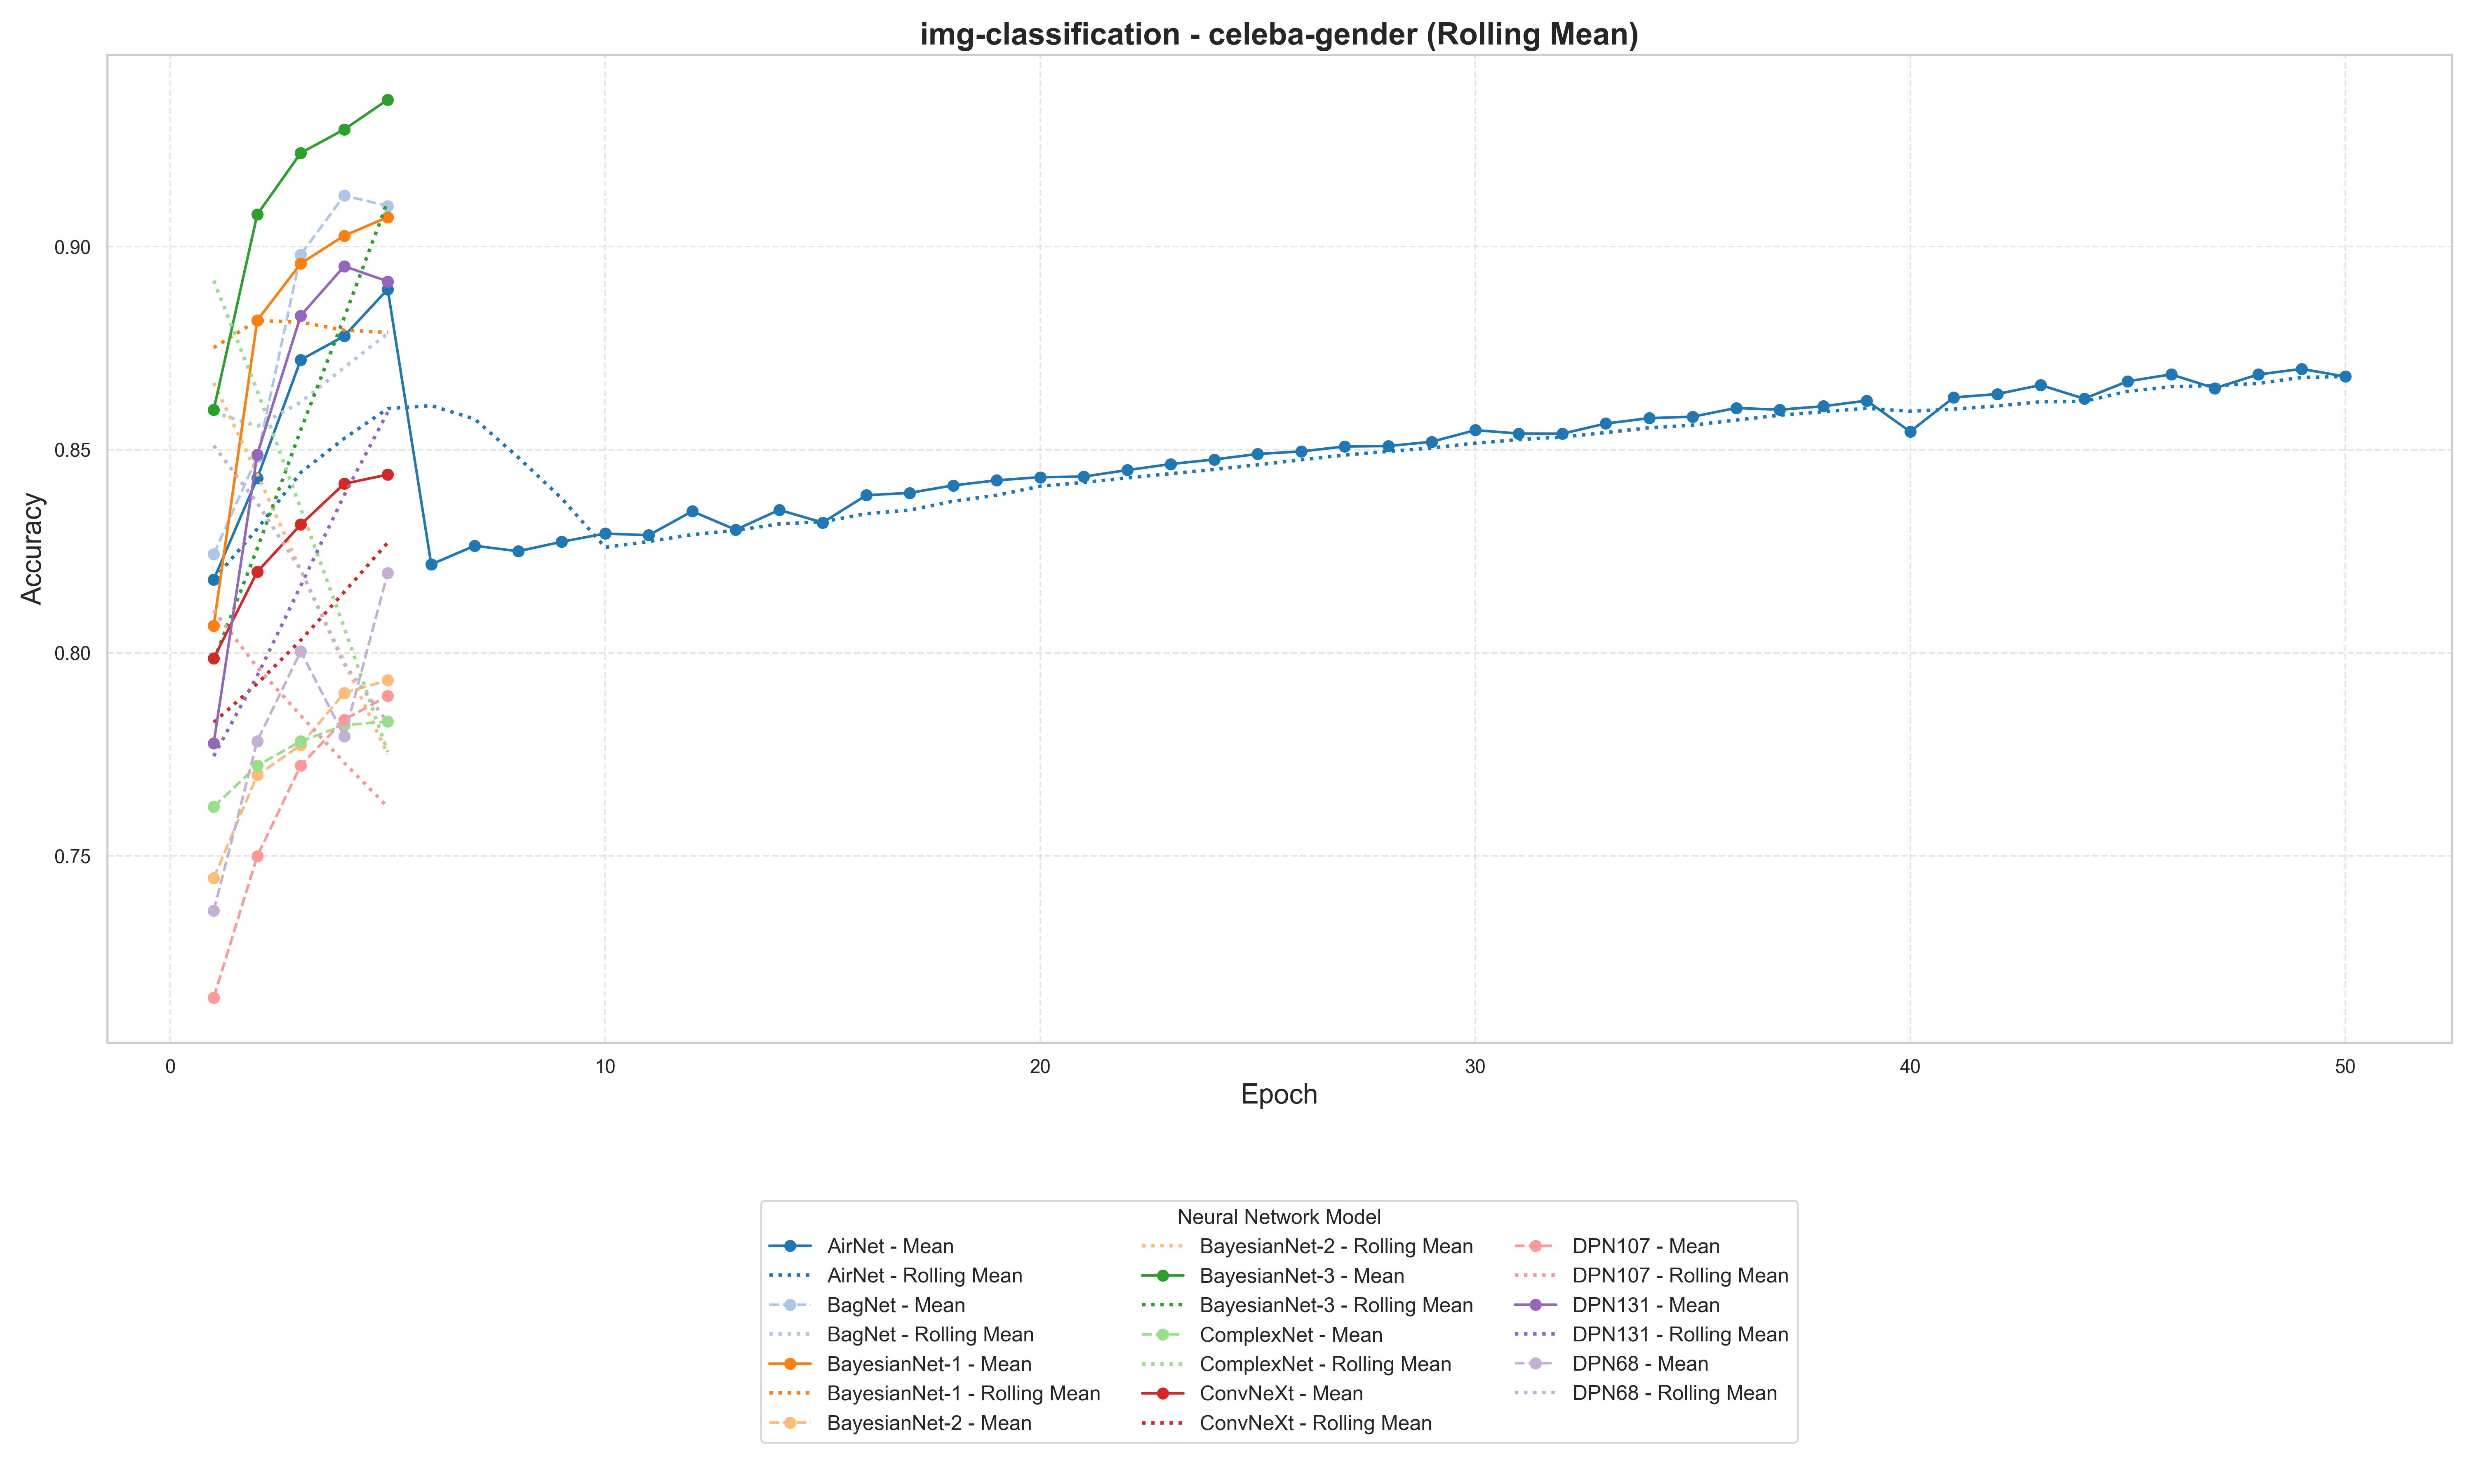 img-classification - celeba-gender (Rolling Mean)
Accuracy
0.90
0.85
0.80
0.75
0
10
20
30
40
50
Epoch
Neural Network Model
AirNet - Mean
AirNet - Rolling Mean
BagNet - Mean
BagNet - Rolling Mean
BayesianNet-1 - Mean
BayesianNet-1 - Rolling Mean
BayesianNet-2 - Mean
BayesianNet-2 - Rolling Mean
BayesianNet-3 - Mean
BayesianNet-3 - Rolling Mean
ComplexNet - Mean
ComplexNet - Rolling Mean
ConvNeXt - Mean
ConvNeXt - Rolling Mean
DPN107 - Mean
DPN107 - Rolling Mean
DPN131 - Mean
DPN131 - Rolling Mean
DPN68 - Mean
DPN68 - Rolling Mean